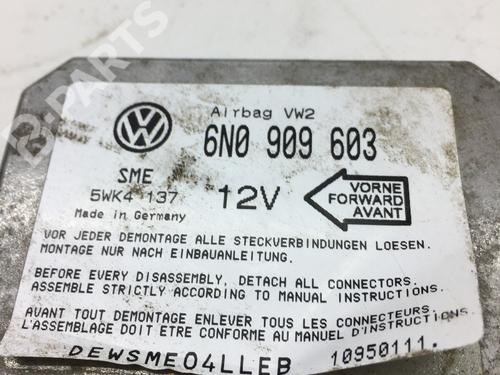 B-PARTS
Airbag VW2
6N0 909 603
SME
5WK4 137
Made in Germany
12V
VORNE
FORWARD
AVANT
VOR JEDER DEMONTAGE ALLE STECKVERBINDUNGEN LOESEN.
MONTAGE NUR NACH EINBAUANLEITUNG.
BEFORE EVERY DISASSEMBLY, DETACH ALL CONNECTORS.
ASSEMBLE STRICTLY ACCORDING TO MANUAL INSTRUCTIONS.
AVANT TOUT DEMONTAGE ENLEVER TOUS LES CONNECTEURS.
L'ASSEMBLAGE DOIT ETRE CONFORME AU MANUEL D'INSTRUCTIONS.
DEWSME04LLEB
10950111.